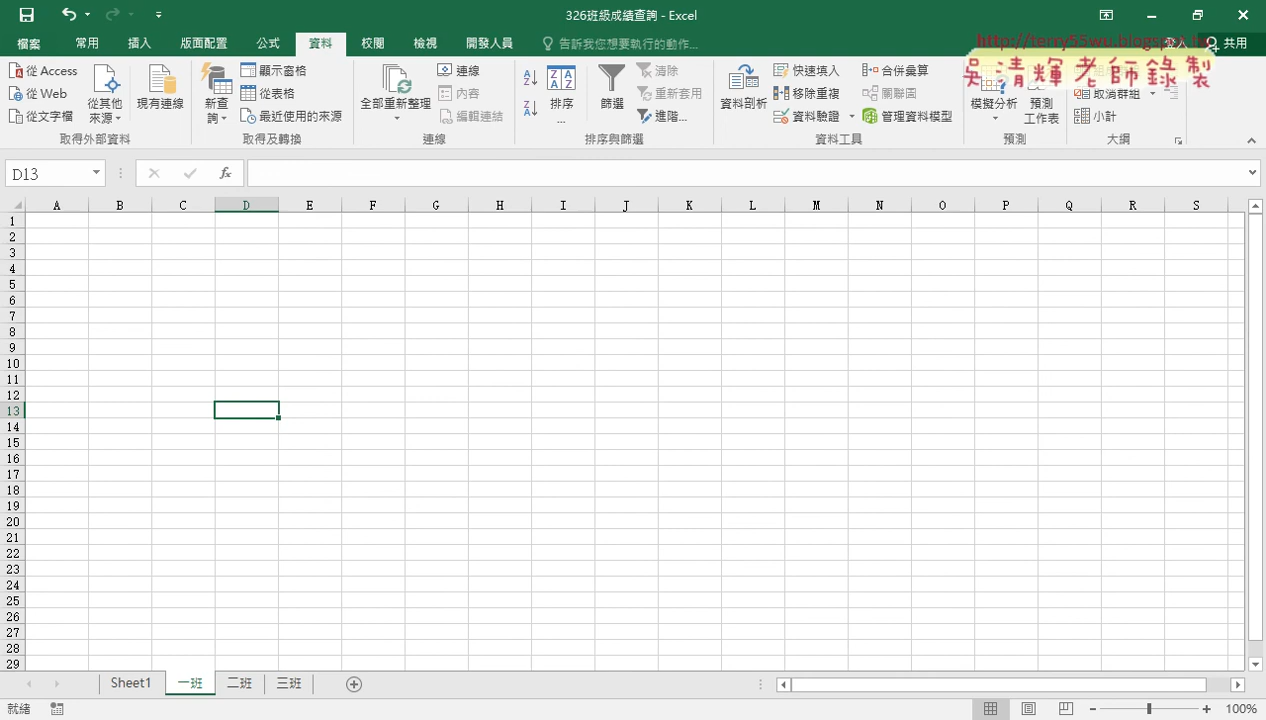 326班級成績查詢 - Excel
http://terry55wu.blogspot.tw
吳清輝老師錄製
檔案 常用 插入 版面配置 公式 資料 校閱 檢視 開發人員 告訴我您想要執行的動作... 登入 共用
從 Access
從 Web
從文字檔
從其他來源
現有連線
取得外部資料
新查詢
顯示查詢
從表格
最近使用的來源
取得及轉換
全部重新整理
連線
內容
編輯連結
連線
排序...
篩選
清除
重新套用
進階...
排序與篩選
資料剖析
快速填入
移除重複
資料驗證
合併彙算
關聯圖
管理資料模型
資料工具
模擬分析
預測工作表
預測
取消群組
小計
大綱
D13
fx
A B C D E F G H I J K L M N O P Q R S
1
2
3
4
5
6
7
8
9
10
11
12
13
14
15
16
17
18
19
20
21
22
23
24
25
26
27
28
29
Sheet1 一班 二班 三班
就緒
100%